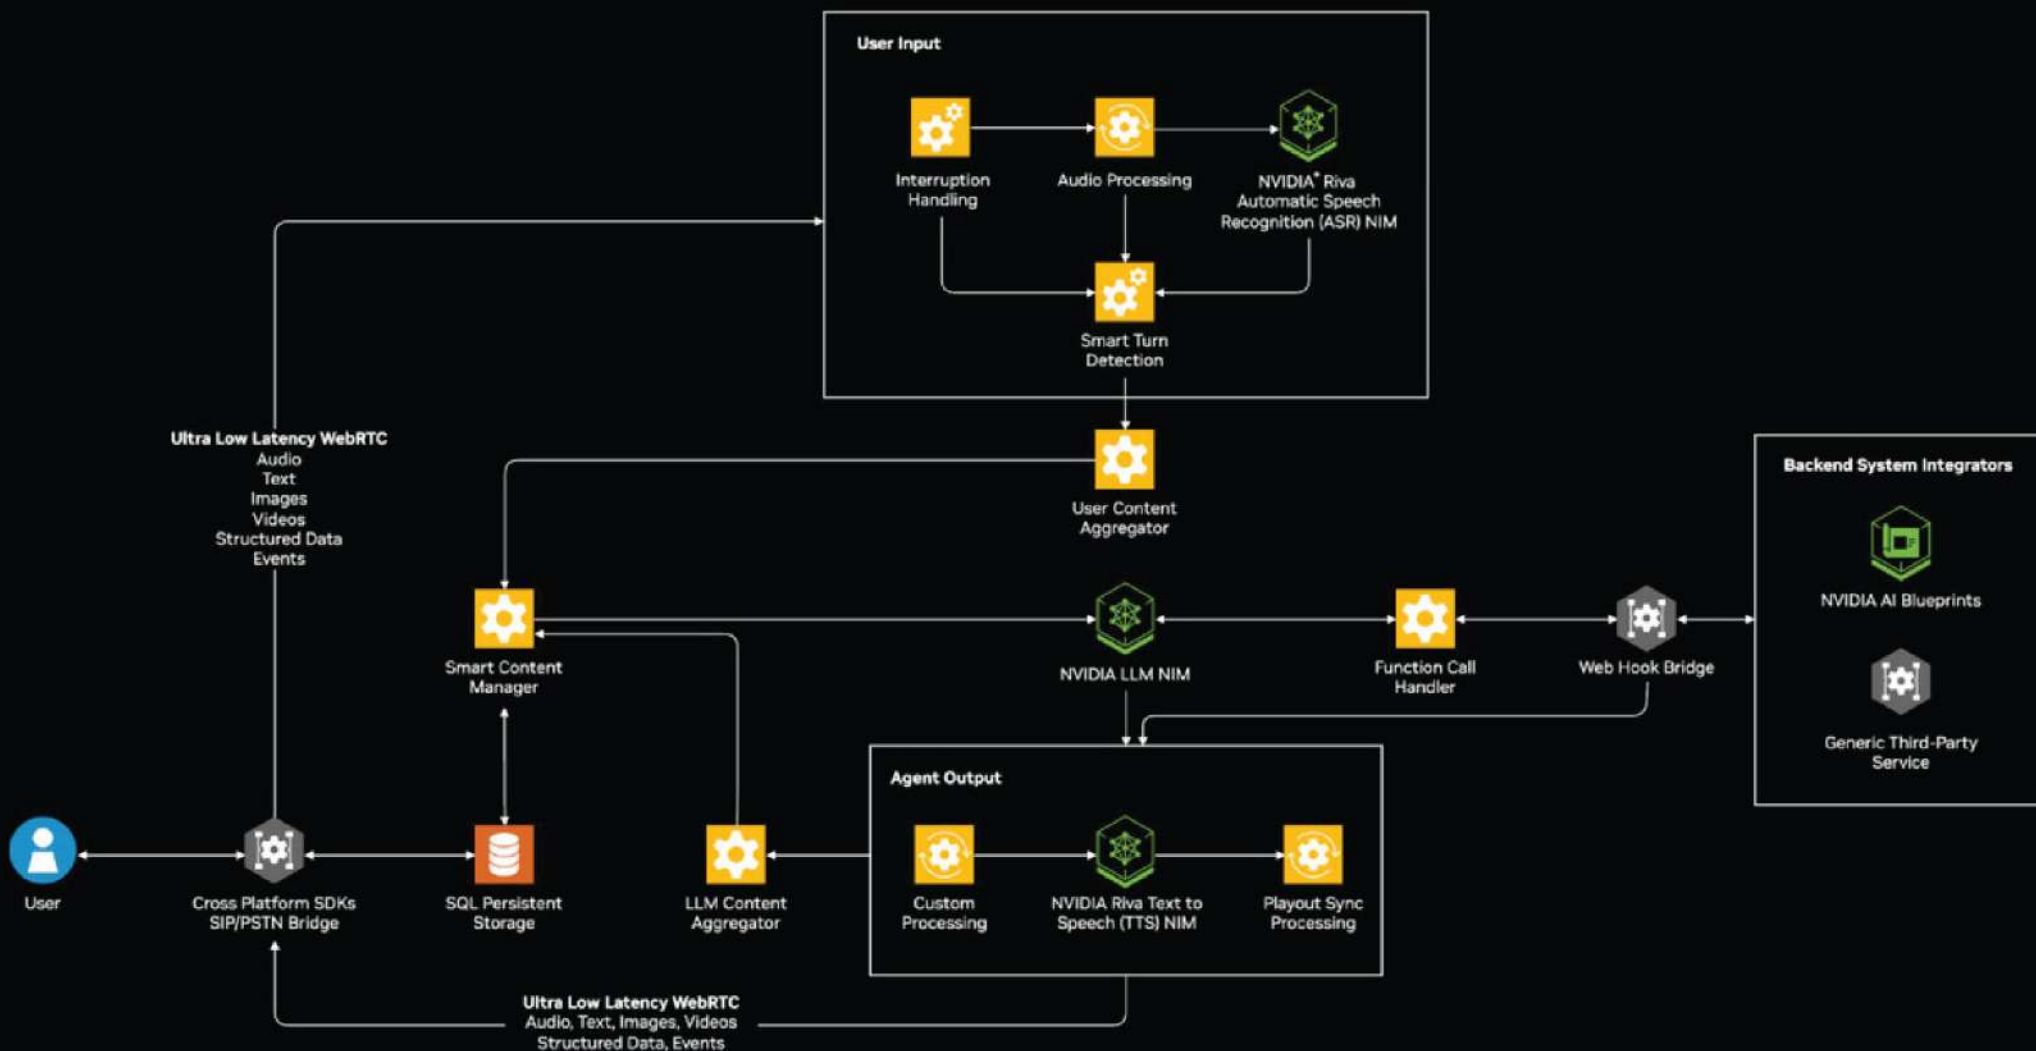 User Input
Interruption
Handling
Audio Processing
NVIDIA® Riva
Automatic Speech
Recognition (ASR) NIM
Smart Turn
Detection
Ultra Low Latency WebRTC
Audio
Text
Images
Videos
Structured Data
Events
User Content
Aggregator
Backend System Integrators
NVIDIA AI Blueprints
Generic Third-Party
Service
Smart Content
Manager
NVIDIA LLM NIM
Function Call
Handler
Web Hook Bridge
Agent Output
User
Cross Platform SDKs
SIP/PSTN Bridge
SQL Persistent
Storage
LLM Content
Aggregator
Custom
Processing
NVIDIA Riva Text to
Speech (TTS) NIM
Playout Sync
Processing
Ultra Low Latency WebRTC
Audio, Text, Images, Videos
Structured Data, Events